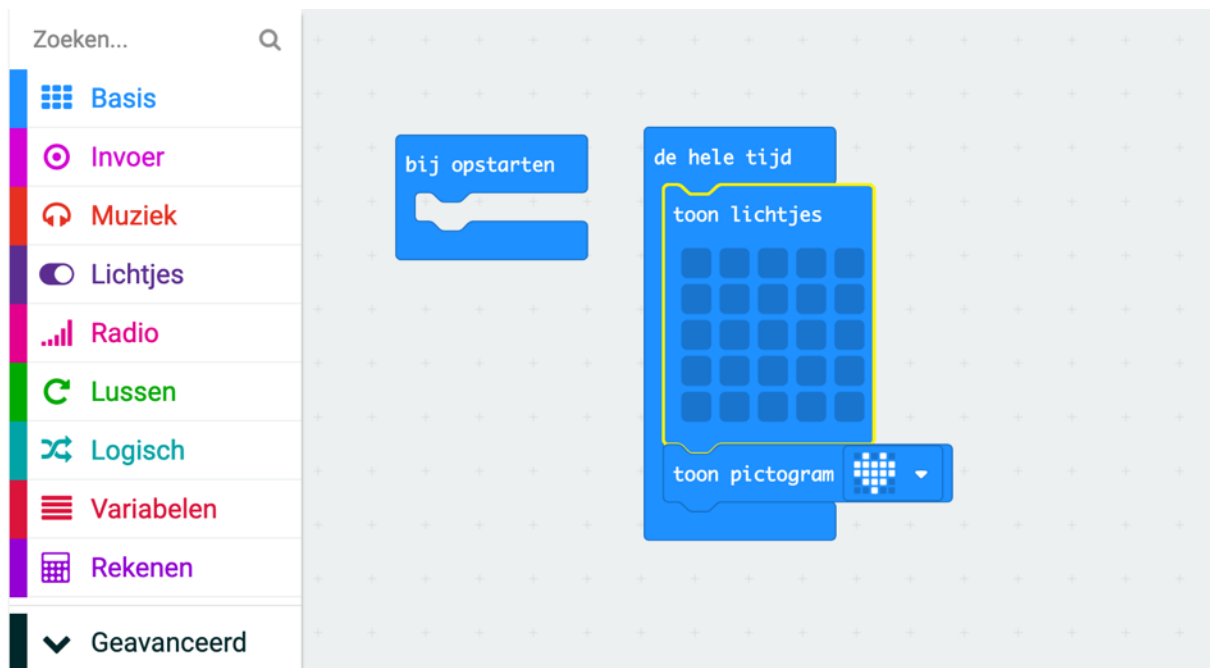 Zoeken...
Basis
Invoer
Muziek
Lichtjes
Radio
Lussen
Logisch
Variabelen
Rekenen
Geavanceerd
bij opstarten
de hele tijd
toon lichtjes
toon pictogram